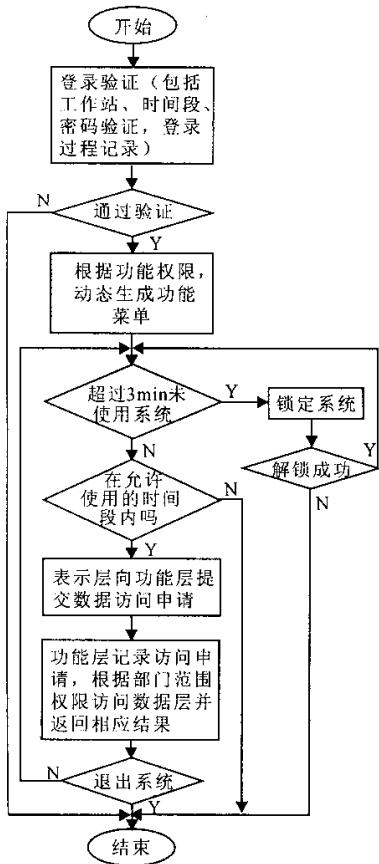 开始
登录验证（包括
工作站、时间段、
密码验证，登录
过程记录）
N
通过验证
Y
根据功能权限，
动态生成功能
菜单
超过3min未
使用系统
Y
锁定系统
N
解锁成功
Y
N
在允许
使用的时间
段内吗
N
Y
表示层向功能层提
交数据访问申请
功能层记录访问申
请，根据部门范围
权限访问数据层并
返回相应结果
N
退出系统
Y
结束